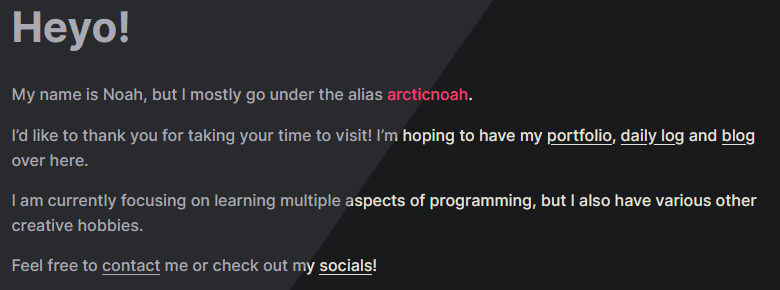 Heyo!
My name is Noah, but I mostly go under the alias arcticnoah.
I’d like to thank you for taking your time to visit! I’m hoping to have my portfolio, daily log and blog
over here.
I am currently focusing on learning multiple aspects of programming, but I also have various other
creative hobbies.
Feel free to contact me or check out my socials!